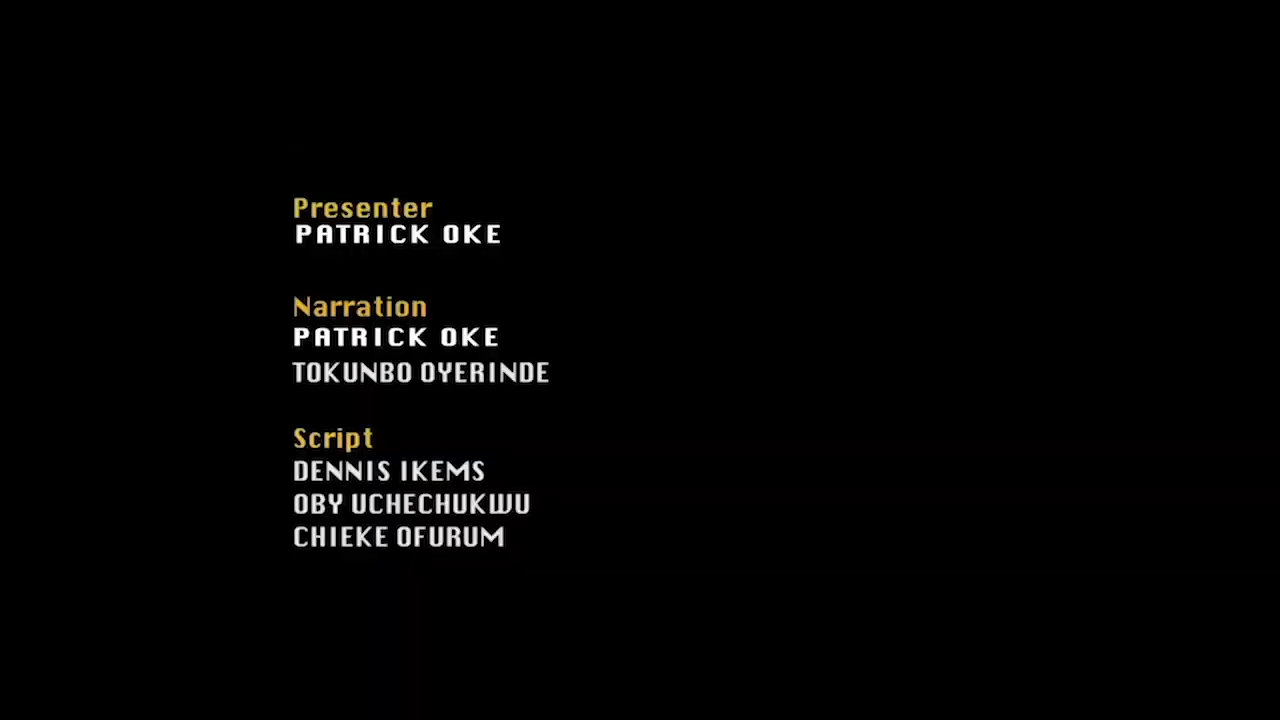 Presenter
PATRICK OKE
Narration
PATRICK OKE
TOKUNBO OYERINDE
Script
DENNIS IKEMS
OBY UCHECHUKWU
CHIEKE OFURUM